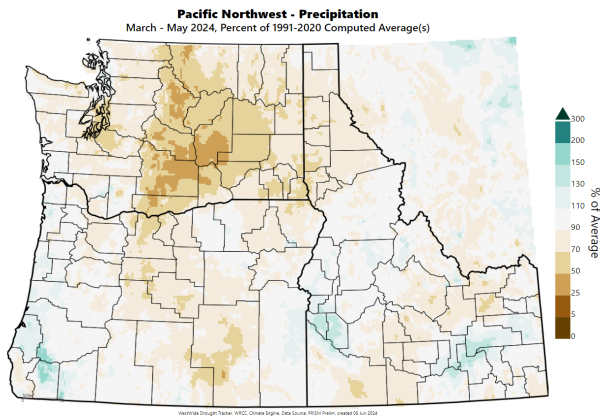 Pacific Northwest - Precipitation
March - May 2024, Percent of 1991-2020 Computed Average(s)
300
200
150
130
110
90
70
50
25
5
0
% of Average
WestWide Drought Tracker, WRCC, Climate Engine, Data Source: PRISM Prelim, created 05 Jun 2024